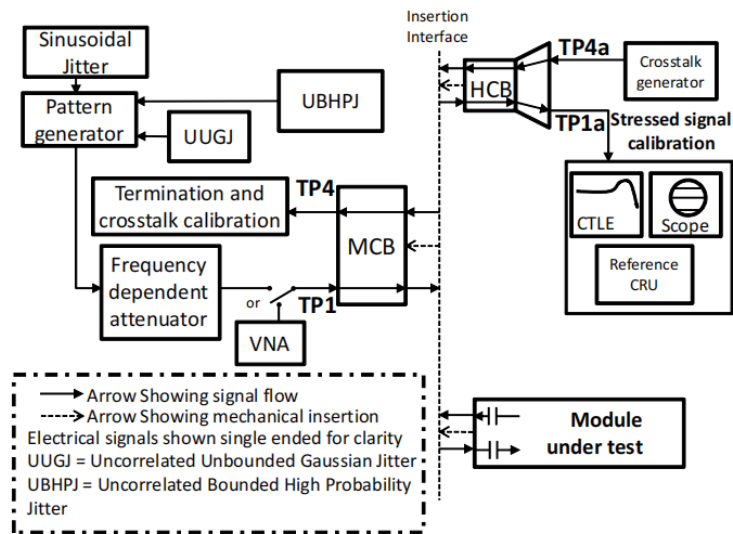 Insertion
Interface
Sinusoidal
Jitter
Pattern
generator
UBHPJ
UUGJ
HCB
TP4a
Crosstalk
generator
TP1a
Stressed signal
calibration
CTLE
Scope
Reference
CRU
Termination and
crosstalk calibration
TP4
MCB
Frequency
dependent
attenuator
or
TP1
VNA
Arrow Showing signal flow
Arrow Showing mechanical insertion
Electrical signals shown single ended for clarity
UUGJ = Uncorrelated Unbounded Gaussian Jitter
UBHPJ = Uncorrelated Bounded High Probability
Jitter
Module
under test